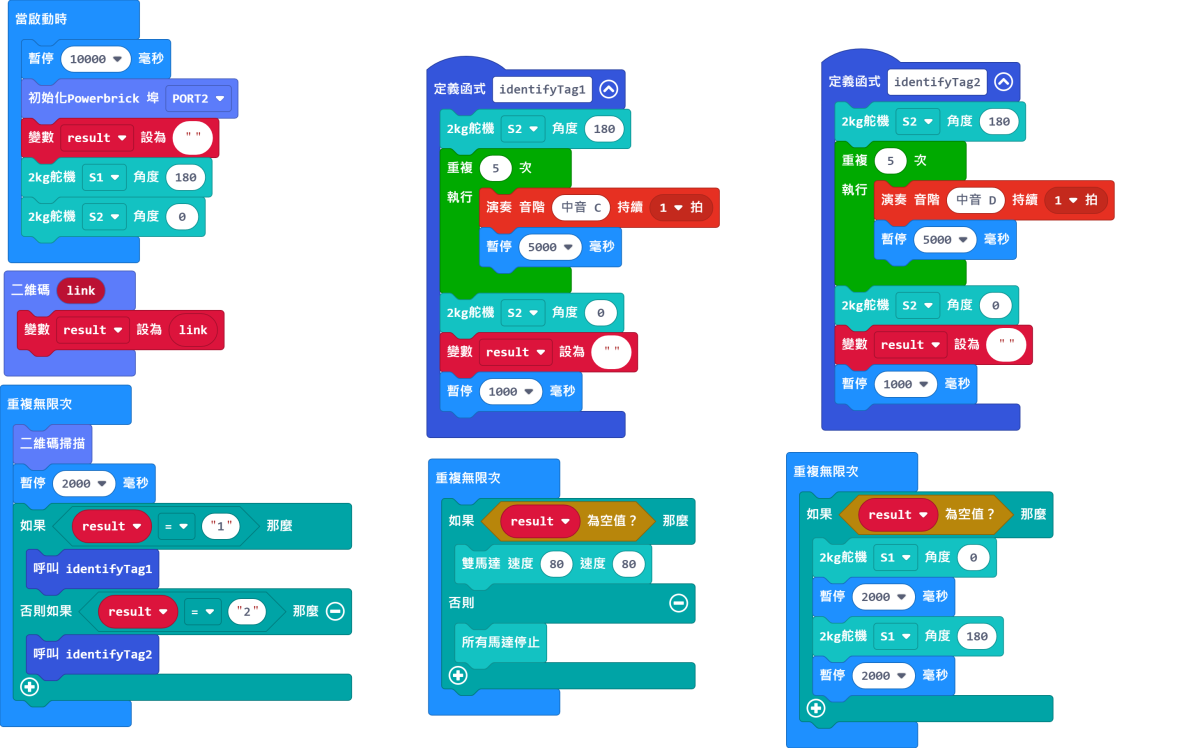 當啟動時
暫停 10000 毫秒
初始化Powerbrick 埠 PORT2
變數 result 設為 " "
2kg舵機 S1 角度 180
2kg舵機 S2 角度 0
二維碼 link
變數 result 設為 link
重複無限次
二維碼掃描
暫停 2000 毫秒
如果 result = "1" 那麼
呼叫 identifyTag1
否則如果 result = "2" 那麼
呼叫 identifyTag2
定義函式 identifyTag1
2kg舵機 S2 角度 180
重複 5 次
執行
演奏 音階 中音 C 持續 1 拍
暫停 5000 毫秒
2kg舵機 S2 角度 0
變數 result 設為 " "
暫停 1000 毫秒
重複無限次
如果 result 為空值？ 那麼
雙馬達 速度 80 速度 80
否則
所有馬達停止
定義函式 identifyTag2
2kg舵機 S2 角度 180
重複 5 次
執行
演奏 音階 中音 D 持續 1 拍
暫停 5000 毫秒
2kg舵機 S2 角度 0
變數 result 設為 " "
暫停 1000 毫秒
重複無限次
如果 result 為空值？ 那麼
2kg舵機 S1 角度 0
暫停 2000 毫秒
2kg舵機 S1 角度 180
暫停 2000 毫秒